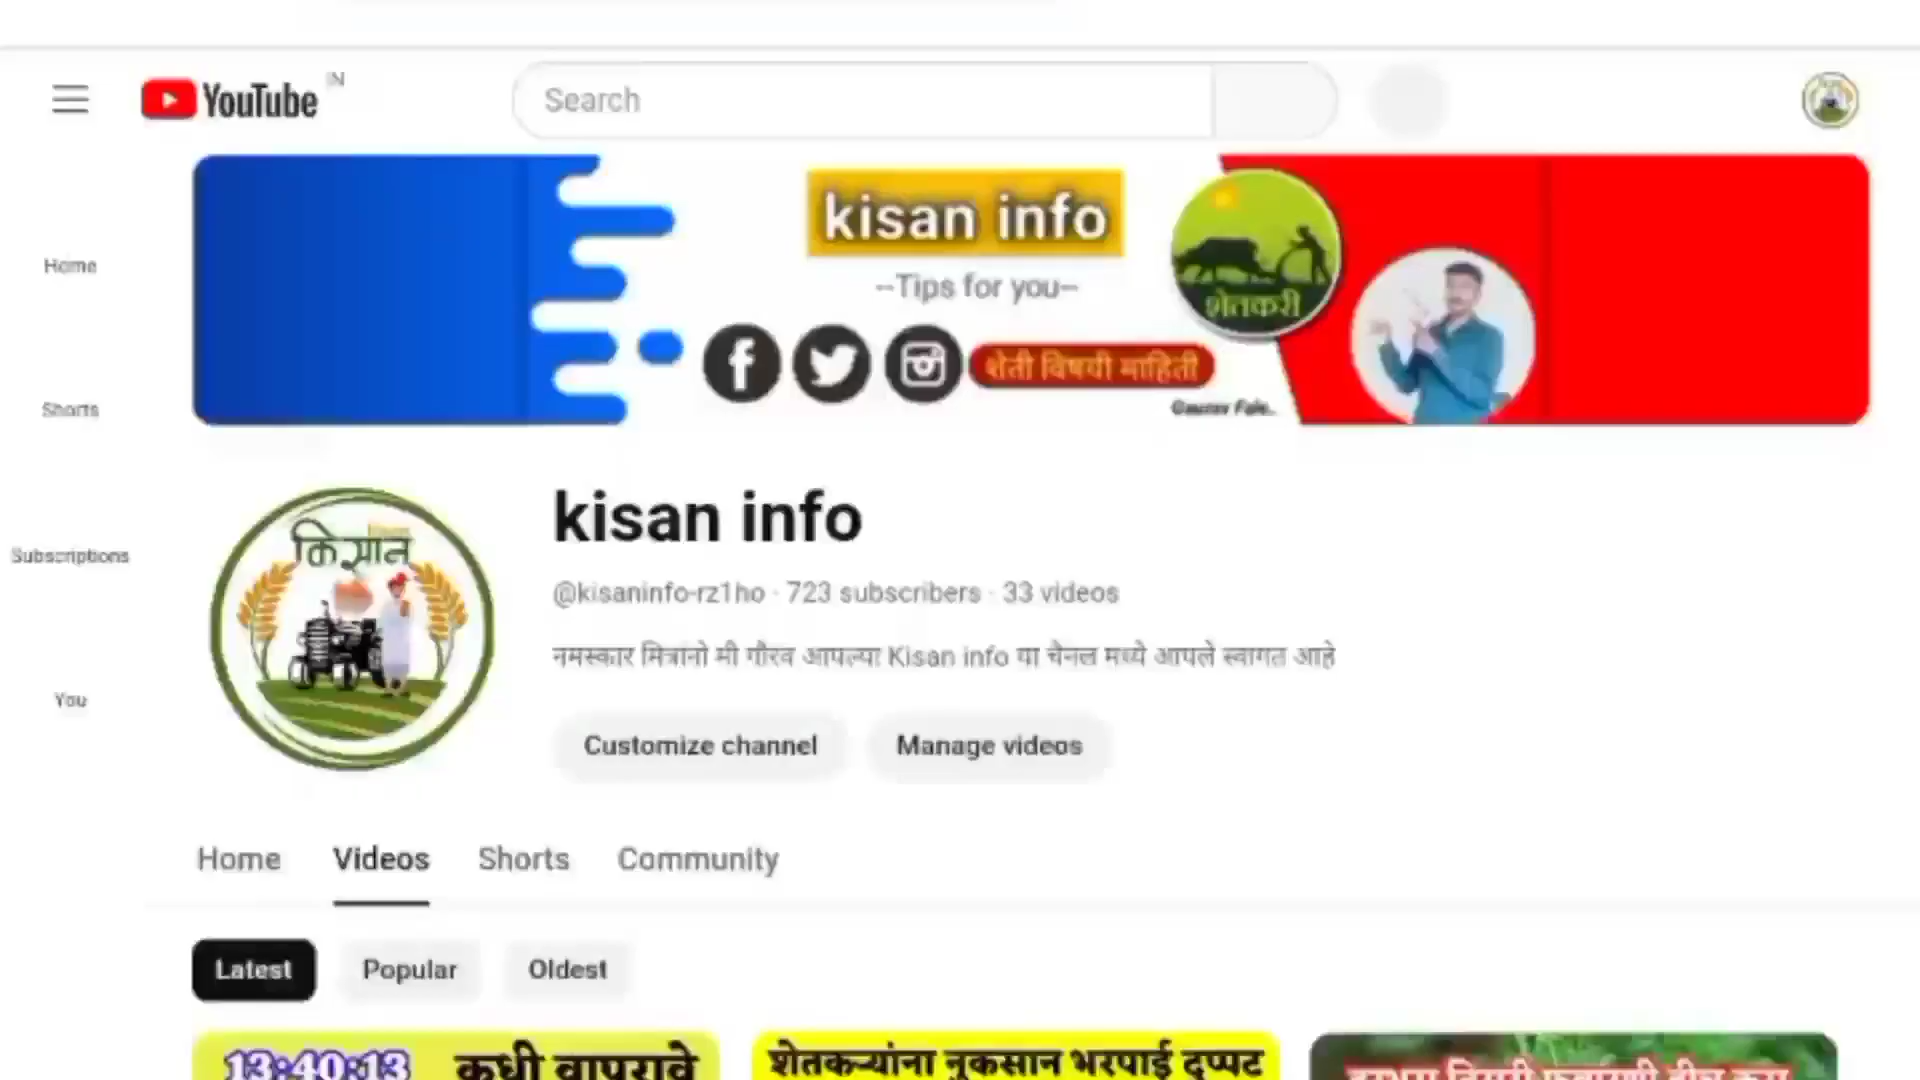 YouTube IN
Search
kisan info
--Tips for you--
शेतकरी
शेती विषयी माहिती
Home
Shorts
Subscriptions
You
किसान
kisan info
@kisaninfo-rz1ho · 723 subscribers · 33 videos
नमस्कार मित्रांनो मी गौरव आपल्या Kisan info या चैनल मध्ये आपले स्वागत आहे
Customize channel Manage videos
Home Videos Shorts Community
Latest Popular Oldest
13:40:13 कधी वापरावे
शेतकऱ्यांना नुकसान भरपाई दुप्पट